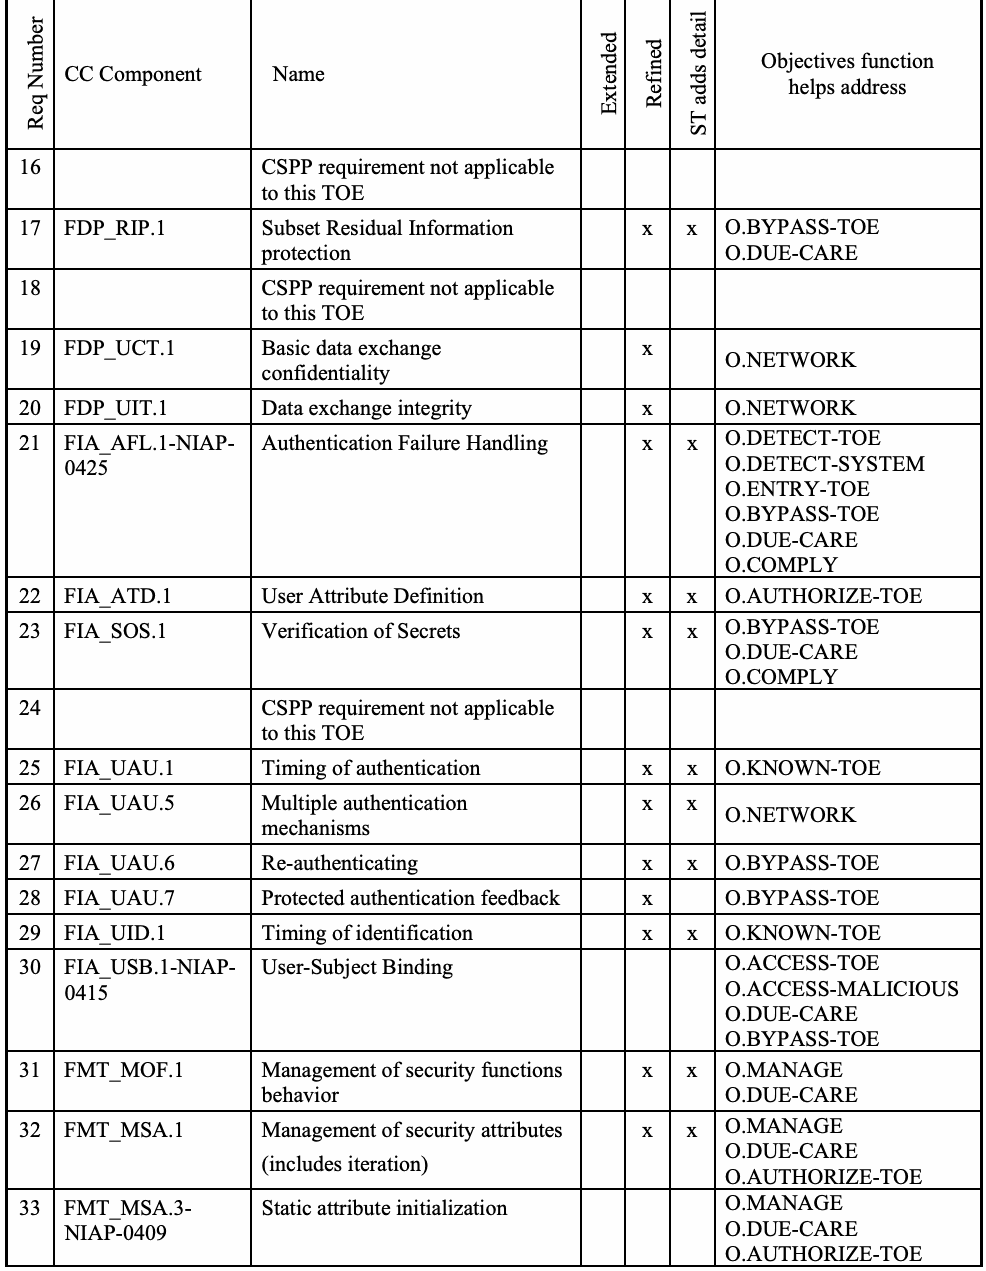 Req Number
CC Component
Name
Extended
Refined
ST adds detail
Objectives function
helps address
16
CSPP requirement not applicable
to this TOE
17 FDP_RIP.1 Subset Residual Information x x O.BYPASS-TOE
protection O.DUE-CARE
18
CSPP requirement not applicable
to this TOE
19 FDP_UCT.1 Basic data exchange x
confidentiality O.NETWORK
20 FDP_UIT.1 Data exchange integrity x O.NETWORK
21 FIA_AFL.1-NIAP- Authentication Failure Handling x x O.DETECT-TOE
0425 O.DETECT-SYSTEM
O.ENTRY-TOE
O.BYPASS-TOE
O.DUE-CARE
O.COMPLY
22 FIA_ATD.1 User Attribute Definition x x O.AUTHORIZE-TOE
23 FIA_SOS.1 Verification of Secrets x x O.BYPASS-TOE
O.DUE-CARE
O.COMPLY
24 CSPP requirement not applicable
to this TOE
25 FIA_UAU.1 Timing of authentication x x O.KNOWN-TOE
26 FIA_UAU.5 Multiple authentication x x
mechanisms O.NETWORK
27 FIA_UAU.6 Re-authenticating x x O.BYPASS-TOE
28 FIA_UAU.7 Protected authentication feedback x O.BYPASS-TOE
29 FIA_UID.1 Timing of identification x x O.KNOWN-TOE
30 FIA_USB.1-NIAP- User-Subject Binding O.ACCESS-TOE
0415 O.ACCESS-MALICIOUS
O.DUE-CARE
O.BYPASS-TOE
31 FMT_MOF.1 Management of security functions x x O.MANAGE
behavior O.DUE-CARE
32 FMT_MSA.1 Management of security attributes x x O.MANAGE
(includes iteration) O.DUE-CARE
O.AUTHORIZE-TOE
33 FMT_MSA.3- Static attribute initialization O.MANAGE
NIAP-0409 O.DUE-CARE
O.AUTHORIZE-TOE